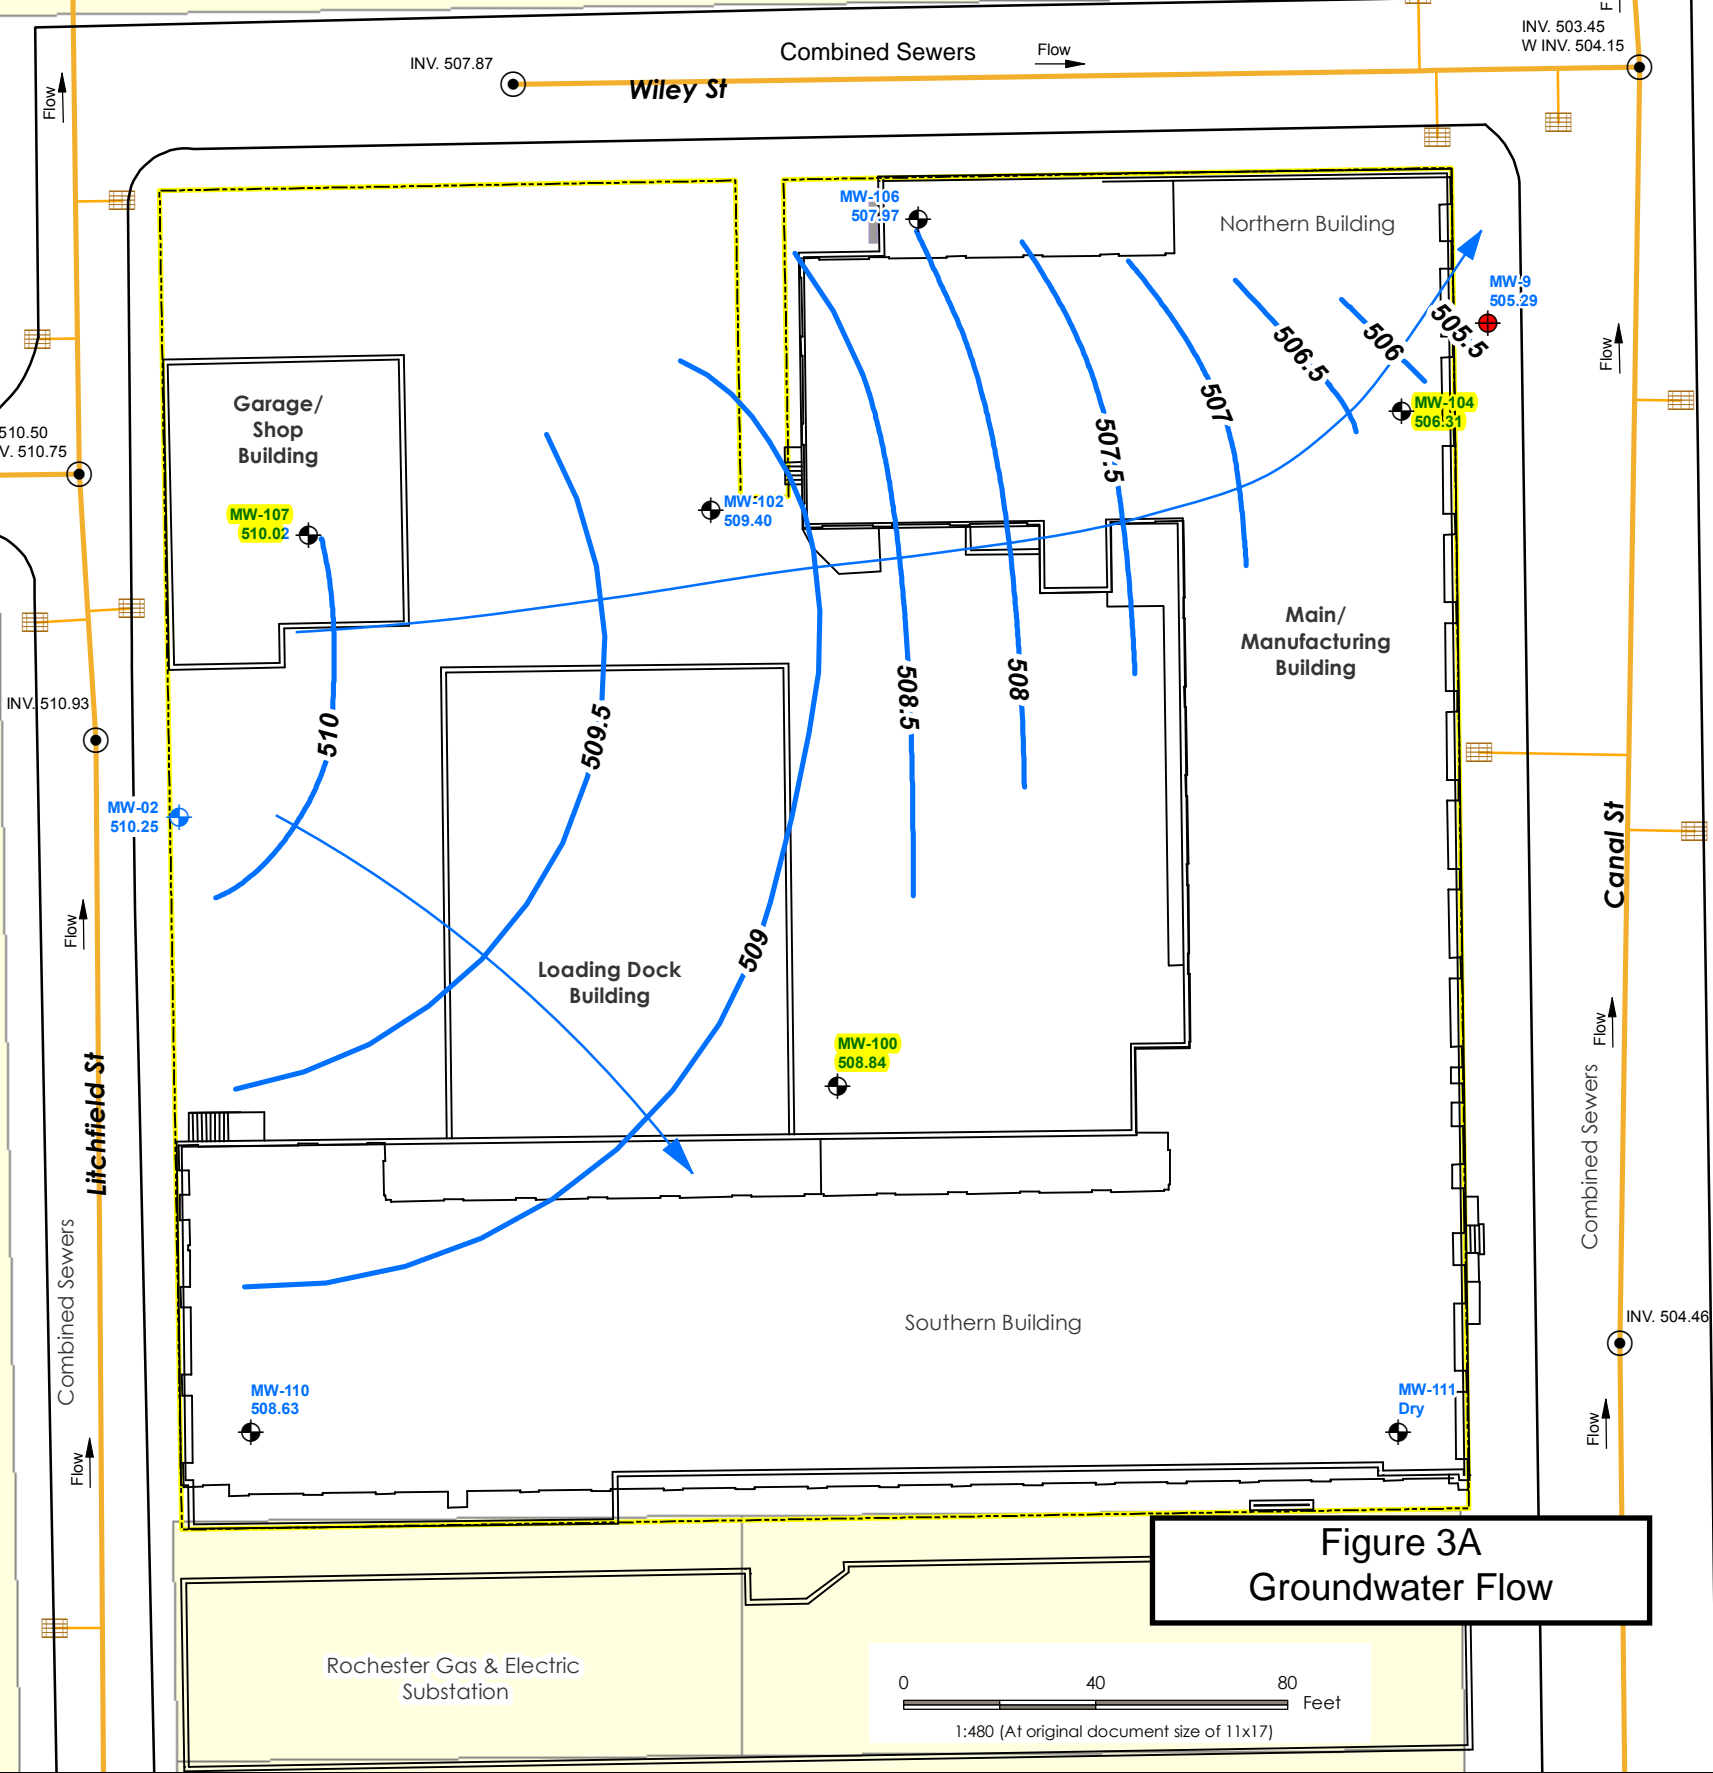 F
INV. 503.45
W INV. 504.15
Combined Sewers
Flow
INV. 507.87
Wiley St
Flow
MW-106
507.97
Northern Building
MW-9
505.29
505.5
506
506.5
507
507.5
Flow
Garage/
Shop
Building
MW-104
506.31
510.50
V. 510.75
MW-107
510.02
MW-102
509.40
Main/
Manufacturing
Building
508.5
508
INV. 510.93
510
509.5
MW-02
510.25
Canal St
Flow
509
Loading Dock
Building
MW-100
508.84
Flow
Litchfield St
Combined Sewers
Combined Sewers
Southern Building
INV. 504.46
MW-110
508.63
MW-111
Dry
Flow
Flow
Figure 3A
Groundwater Flow
Rochester Gas & Electric
Substation
0 40 80
Feet
1:480 (At original document size of 11x17)